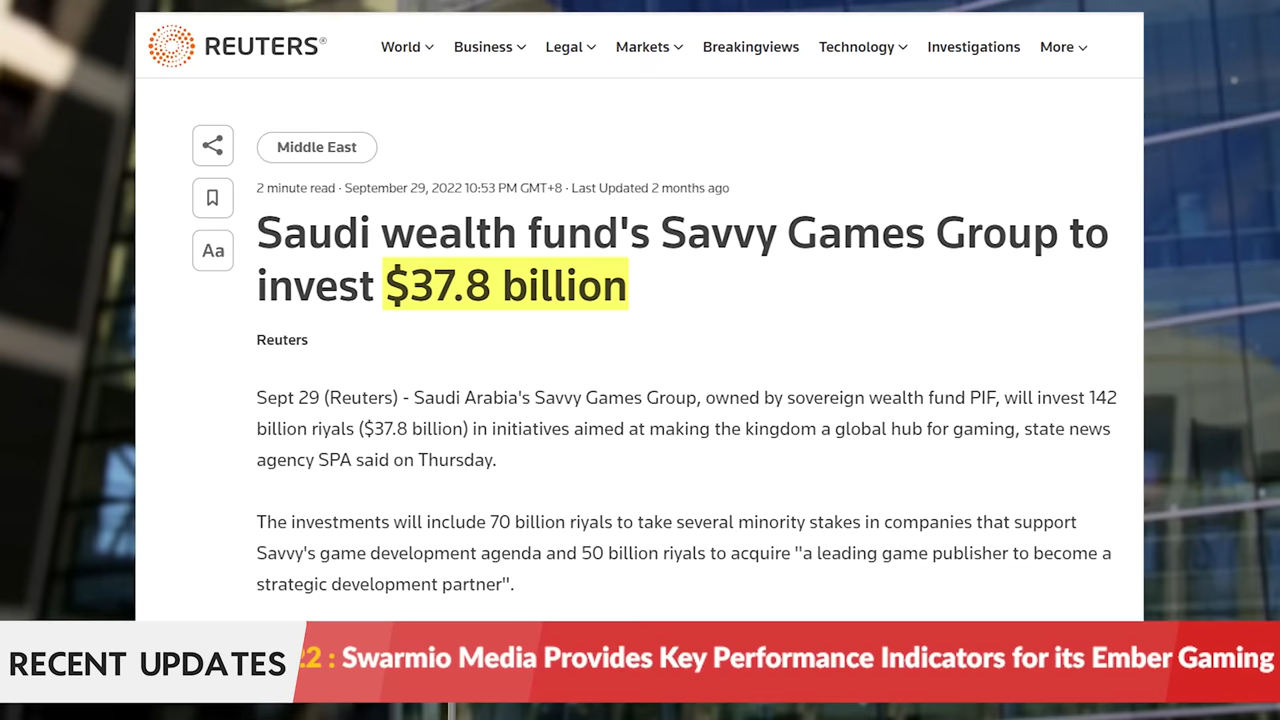 REUTERS®
World Business Legal Markets Breakingviews Technology Investigations More
Middle East
2 minute read · September 29, 2022 10:53 PM GMT+8 · Last Updated 2 months ago
Aa
Saudi wealth fund's Savvy Games Group to
invest $37.8 billion
Reuters
Sept 29 (Reuters) - Saudi Arabia's Savvy Games Group, owned by sovereign wealth fund PIF, will invest 142
billion riyals ($37.8 billion) in initiatives aimed at making the kingdom a global hub for gaming, state news
agency SPA said on Thursday.
The investments will include 70 billion riyals to take several minority stakes in companies that support
Savvy's game development agenda and 50 billion riyals to acquire "a leading game publisher to become a
strategic development partner".
RECENT UPDATES
2 : Swarmio Media Provides Key Performance Indicators for its Ember Gaming